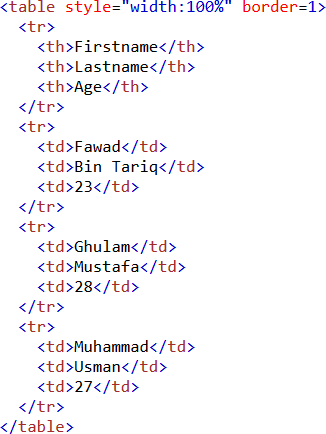 <table style="width:100%" border=1>
  <tr>
    <th>Firstname</th>
    <th>Lastname</th>
    <th>Age</th>
  </tr>
  <tr>
    <td>Fawad</td>
    <td>Bin Tariq</td>
    <td>23</td>
  </tr>
  <tr>
    <td>Ghulam</td>
    <td>Mustafa</td>
    <td>28</td>
  </tr>
  <tr>
    <td>Muhammad</td>
    <td>Usman</td>
    <td>27</td>
  </tr>
</table>